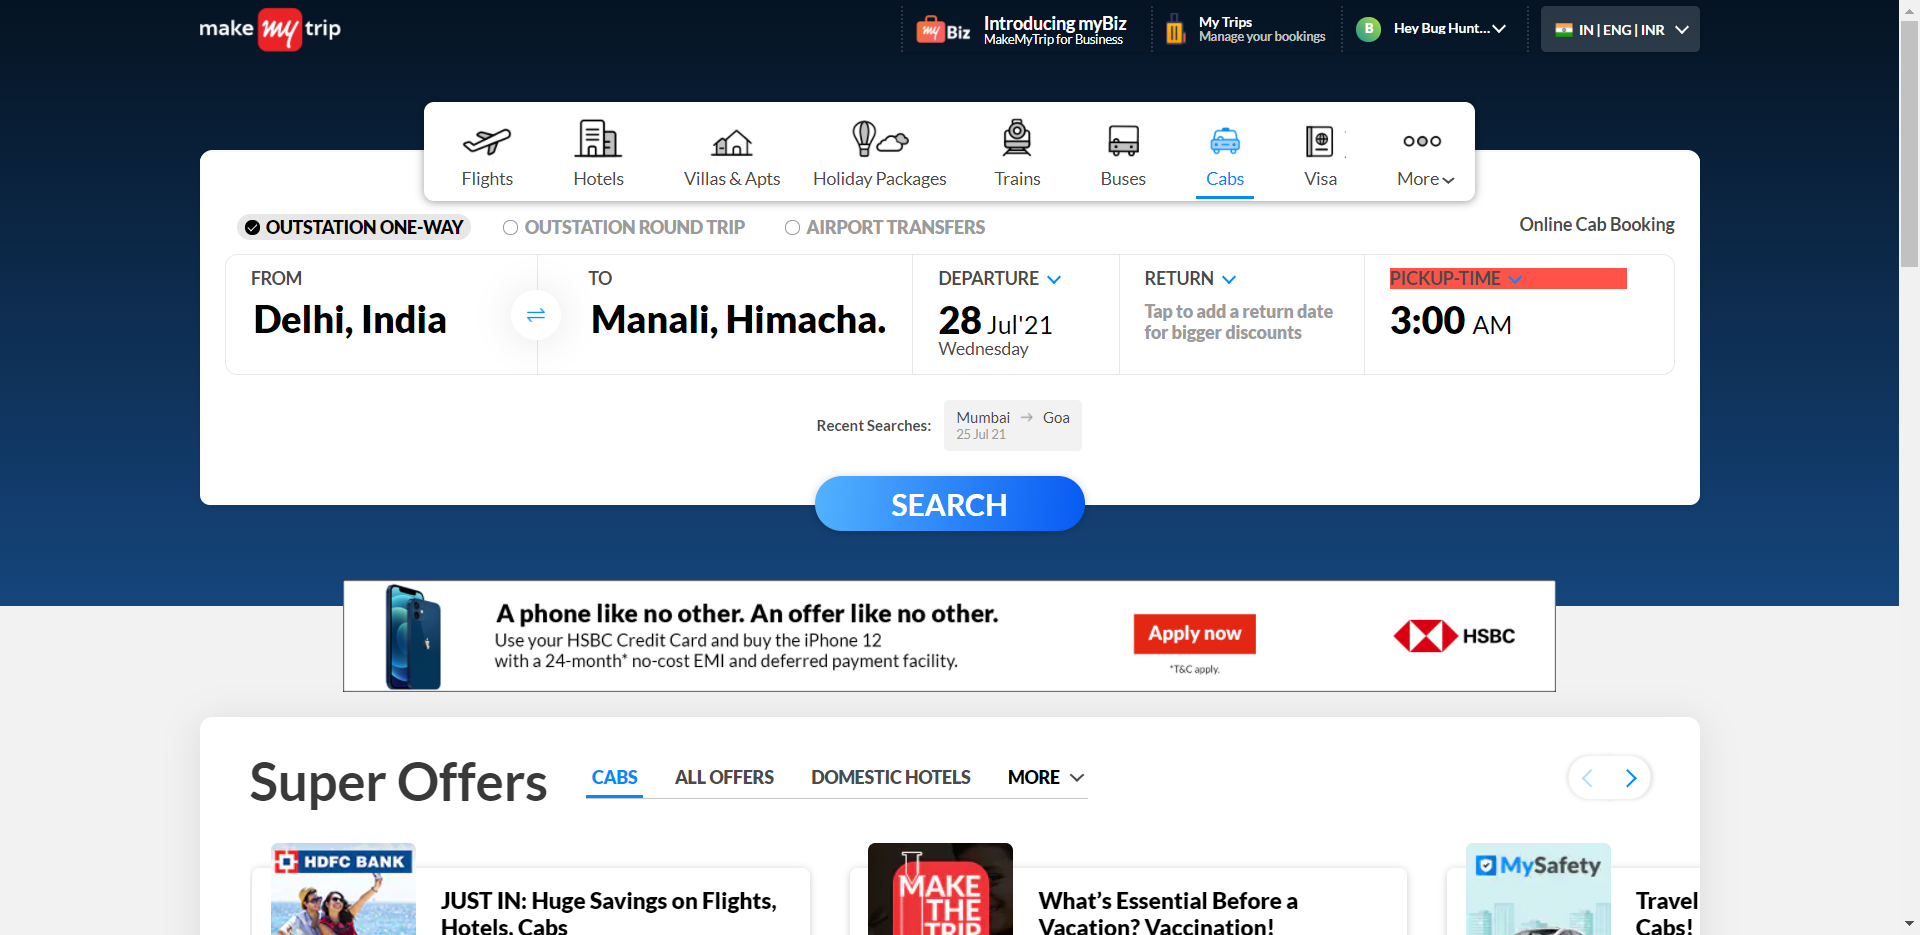 make my trip
my Biz
Introducing myBiz
MakeMyTrip for Business
My Trips
Manage your bookings
B
Hey Bug Hunt...
IN | ENG | INR
Flights
Hotels
Villas & Apts
Holiday Packages
Trains
Buses
Cabs
Visa
More
OUTSTATION ONE-WAY
OUTSTATION ROUND TRIP
AIRPORT TRANSFERS
Online Cab Booking
FROM
Delhi, India
TO
Manali, Himacha.
DEPARTURE
28 Jul'21
Wednesday
RETURN
Tap to add a return date
for bigger discounts
PICKUP-TIME
3:00 AM
Recent Searches:
Mumbai → Goa
25 Jul 21
SEARCH
A phone like no other. An offer like no other.
Use your HSBC Credit Card and buy the iPhone 12
with a 24-month* no-cost EMI and deferred payment facility.
Apply now
*T&C apply.
HSBC
Super Offers
CABS
ALL OFFERS
DOMESTIC HOTELS
MORE
HDFC BANK
JUST IN: Huge Savings on Flights,
Hotels, Cabs
MAKE
THE
TRIP
What's Essential Before a
Vacation? Vaccination!
MySafety
Travel
Cabs!